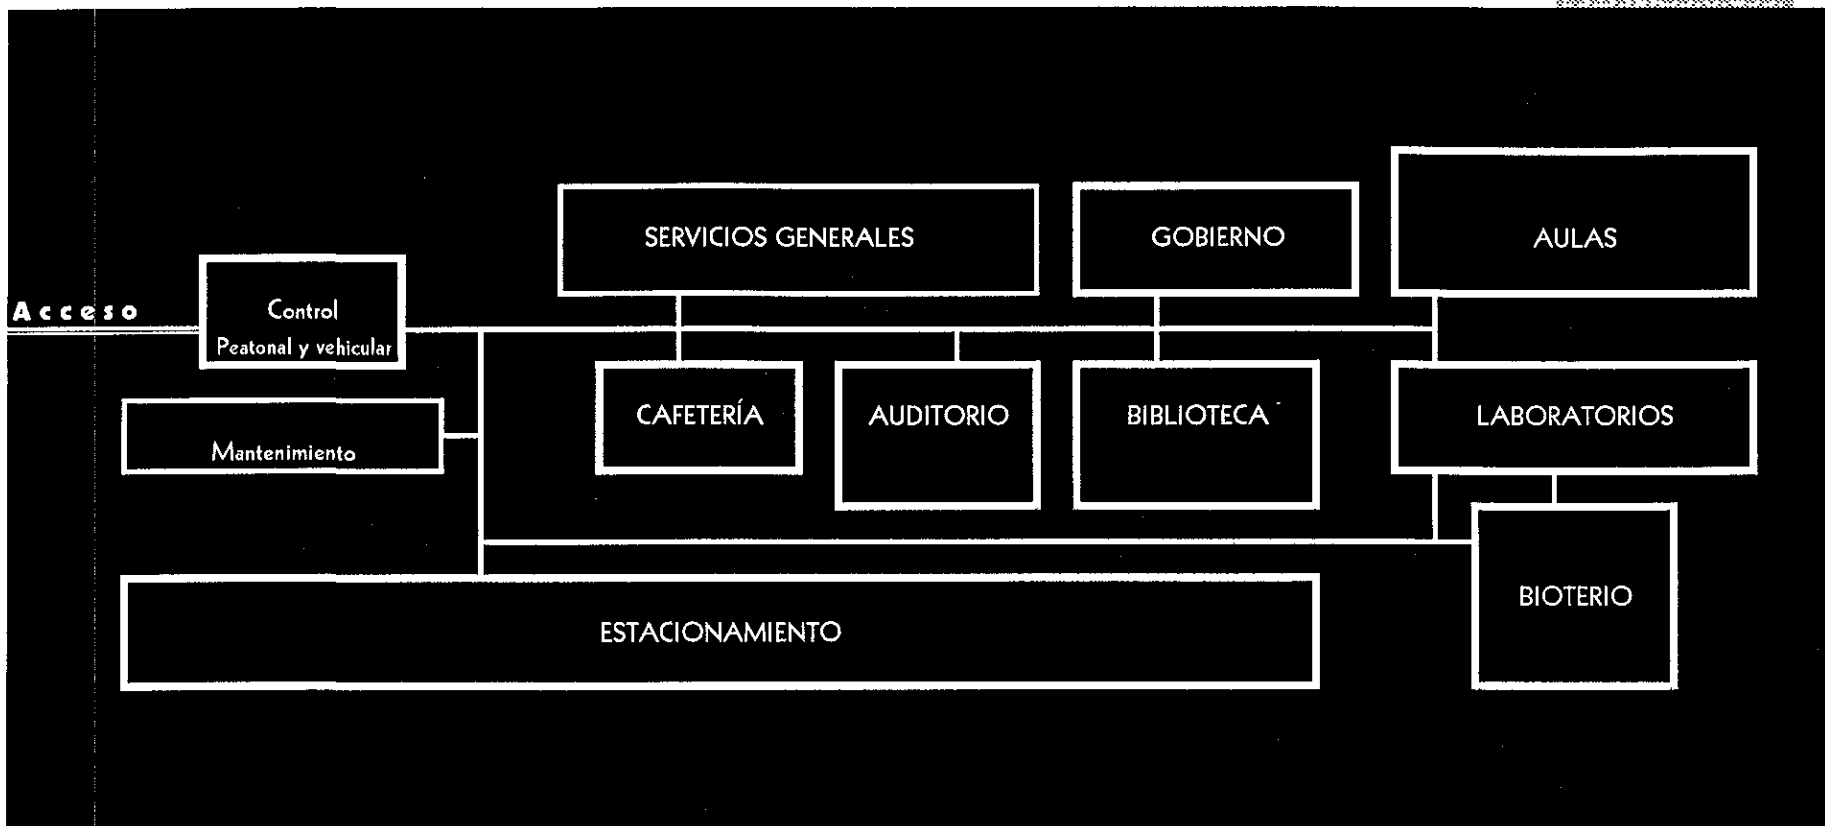 SERVICIOS GENERALES
GOBIERNO
AULAS
Acceso
Control
Peatonal y vehicular
CAFETERÍA
AUDITORIO
BIBLIOTECA
LABORATORIOS
Mantenimiento
BIOTERIO
ESTACIONAMIENTO